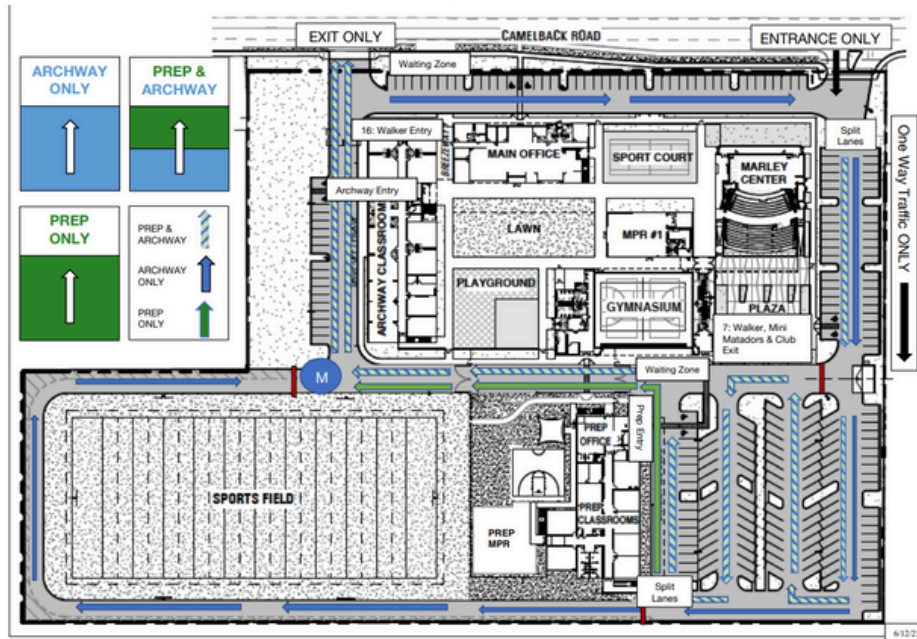 EXIT ONLY
CAMELBACK ROAD
ENTRANCE ONLY
Waiting Zone
ARCHWAY
ONLY
PREP &
ARCHWAY
PREP
ONLY
PREP &
ARCHWAY
ARCHWAY
ONLY
PREP
ONLY
16: Walker Entry
BREEZEWAY
MAIN OFFICE
SPORT COURT
MARLEY
CENTER
Split
Lanes
One Way Traffic ONLY
Archway Entry
ARCHWAY CLASSROOM
LAWN
MPR #1
PLAYGROUND
GYMNASIUM
PLAZA
7: Walker, Mini
Matadors & Club
Exit
M
Waiting Zone
Prep Entry
PREP
OFFICE
SPORTS FIELD
PREP
CLASSROOMS
PREP
MPR
Split
Lanes